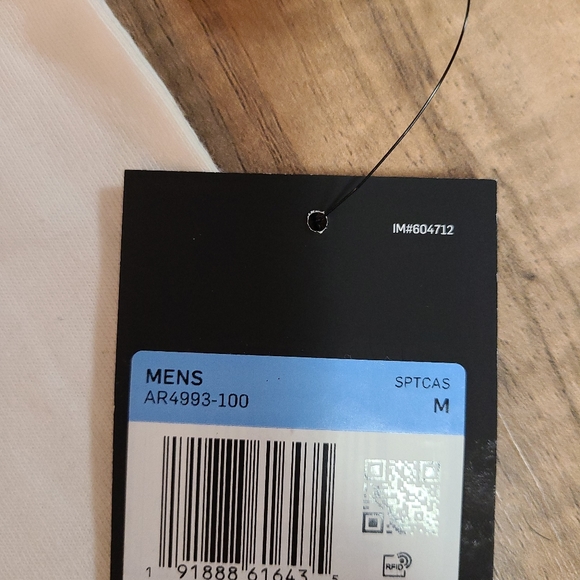 IM#604712
MENS SPTCAS
AR4993-100 M
RFID
1 91888 61643 5